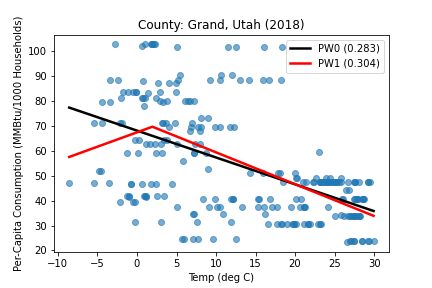 County: Grand, Utah (2018)
PW0 (0.283)
PW1 (0.304)
Per-Capita Consumption (MMBtu/1000 Households)
100
90
80
70
60
50
40
30
20
−10 −5 0 5 10 15 20 25 30
Temp (deg C)